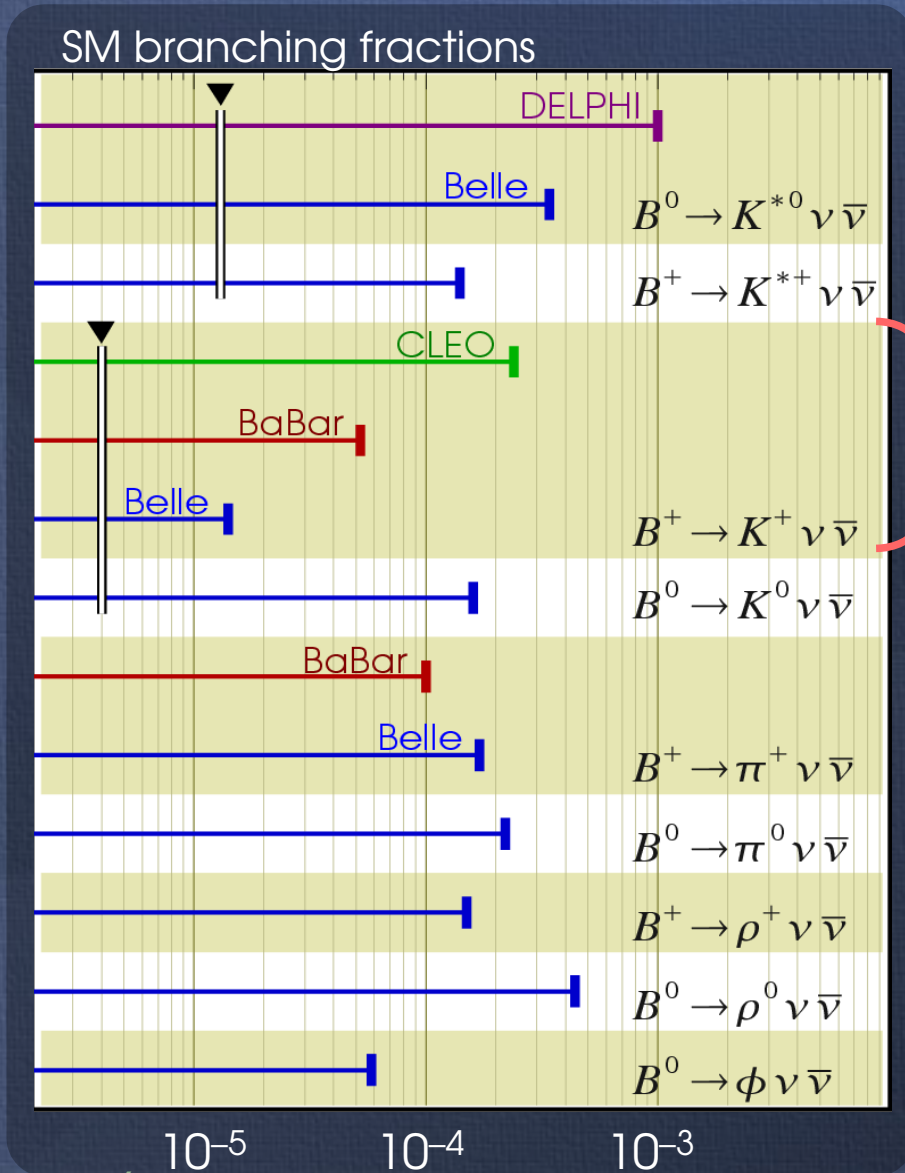 SM branching fractions
DELPHI
Belle
B⁰ → K*⁰ ν ν̅
B⁺ → K*⁺ ν ν̅
CLEO
BaBar
Belle
B⁺ → K⁺ ν ν̅
B⁰ → K⁰ ν ν̅
BaBar
Belle
B⁺ → π⁺ ν ν̅
B⁰ → π⁰ ν ν̅
B⁺ → ρ⁺ ν ν̅
B⁰ → ρ⁰ ν ν̅
B⁰ → ϕ ν ν̅
10⁻⁵ 10⁻⁴ 10⁻³